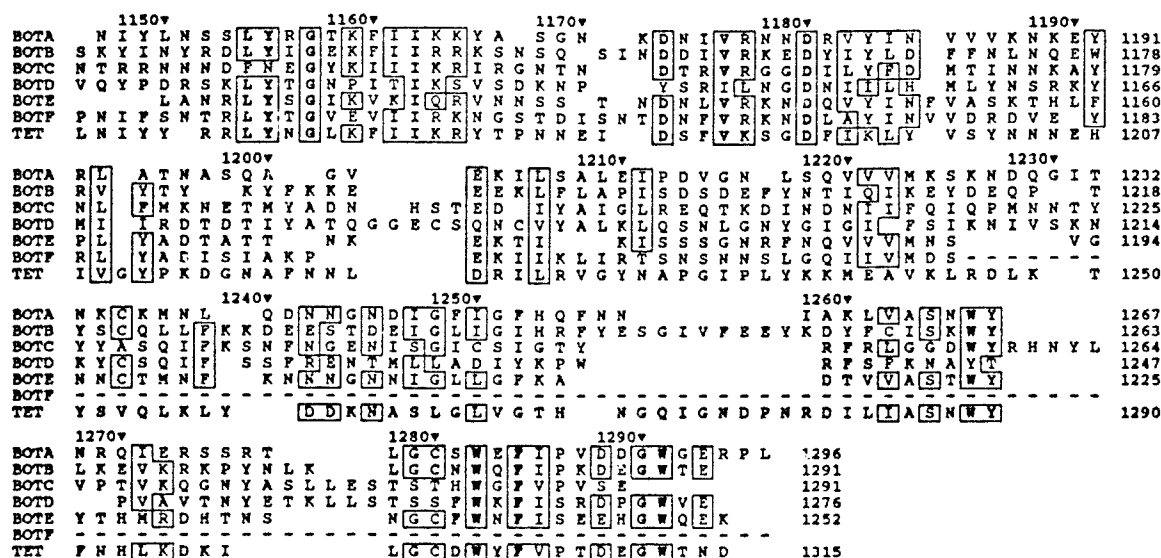 1150▾ 1160▾ 1170▾ 1180▾ 1190▾
BOTA N I Y L N S S L Y R G T K F I I K K Y A S G N K D N I V R N N D R V Y I N V V V K N K E Y 1191
BOTB S K Y I N Y R D L Y I G E K F I I R R K S N S Q S I N D D I V R K E D Y I Y L D F F N L N Q E W 1178
BOTC N T R R N N N D F N E G Y K I I I K R I R G N T N D T R V R G G D I L Y F D M T I N N K A Y 1179
BOTD V Q Y P D R S K L Y T G N P I T I K S V S D K N P Y S R I L N G D N I I L H M L Y N S R K Y 1166
BOTE L A N R L Y S G I K V K I Q R V N N S S T N D N L V R K N D Q V Y I N F V A S K T H L F 1160
BOTF P N I F S N T R L Y T G V E V I I R K N G S T D I S N T D N F V R K N D L A Y I N V V D R D V E Y 1183
TET L N I Y Y R R L Y N G L K F I I K R Y T P N N E I D S F V K S G D F I K L Y V S Y N N N E H 1207
1200▾ 1210▾ 1220▾ 1230▾
BOTA R L A T N A S Q A G V E K I L S A L E I P D V G N L S Q V V V M K S K N D Q G I T 1232
BOTB R V Y T Y K Y F K K E E E K L F L A P I S D S D E F Y N T I Q I K E Y D E Q P T 1218
BOTC N L F M K N E T M Y A D N H S T E D I Y A I G L R E Q T K D I N D N I I F Q I Q P M N N T Y 1225
BOTD M I I R D T D T I Y A T Q G G E C S Q N C V Y A L K L Q S N L G N Y G I G I F S I K N I V S K N 1214
BOTE P L Y A D T A T T N K E K T I K I S S S G N R F N Q V V V M N S V G 1194
BOTF R L Y A D I S I A K P E K I I K L I R T S N S N N S L G Q I I V M D S - - - - - - -
TET I V G Y P K D G N A F N N L D R I L R V G Y N A P G I P L Y K K M E A V K L R D L K T 1250
1240▾ 1250▾ 1260▾
BOTA N K C K M N L Q D N N G N D I G F I G F H Q F N N I A K L V A S N W Y 1267
BOTB Y S C Q L L F K K D E E S T D E I G L I G I H R F Y E S G I V F E E Y K D Y F C I S K W Y 1263
BOTC Y Y A S Q I F K S N F N G E N I S G I C S I G T Y R F R L G G D W Y R H N Y L 1264
BOTD K Y C S Q I F S S F R E N T M L L A D I Y K P W R F S F K N A Y T 1247
BOTE N N C T M N F K N N N G N N I G L L G F K A D T V V A S T W Y 1225
BOTF - - - - - - - - - - - - - - - - - - - - - - - - - - - - - - - - - - - - - - - - - - - - - - -
TET Y S V Q L K L Y D D K N A S L G L V G T H N G Q I G N D P N R D I L I A S N W Y 1290
1270▾ 1280▾ 1290▾
BOTA N R Q I E R S S R T L G C S W E F I P V D D G W G E R P L 1296
BOTB L K E V K R K P Y N L K L G C N W Q F I P K D E G W T E 1291
BOTC V P T V K Q G N Y A S L L E S T S T H W G F V P V S E 1291
BOTD P V A V T N Y E T K L L S T S S F W K F I S R D P G W V E 1276
BOTE Y T H M R D H T N S N G C F W N F I S E E H G W Q E K 1252
BOTF - - - - - - - - - - - - - - - - - - - - - - - - - - - - - - - - - -
TET F N H L K D K I L G C D W Y F V P T D E G W T N D 1315